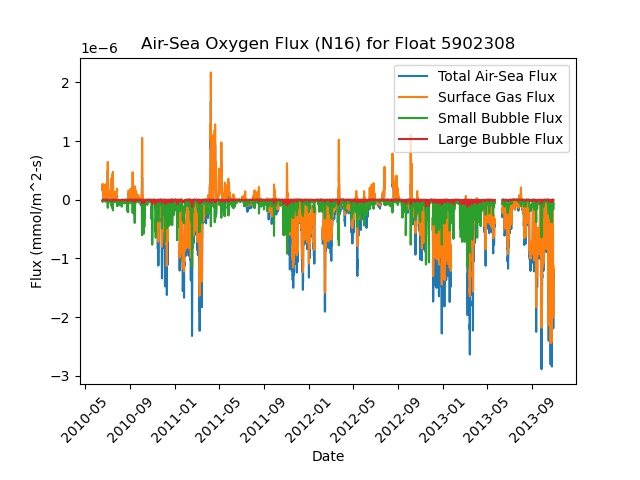 Air-Sea Oxygen Flux (N16) for Float 5902308
1e−6
Total Air-Sea Flux
Surface Gas Flux
Small Bubble Flux
Large Bubble Flux
2
1
0
−1
−2
−3
Flux (mmol/m^2-s)
2010-05
2010-09
2011-01
2011-05
2011-09
2012-01
2012-05
2012-09
2013-01
2013-05
2013-09
Date